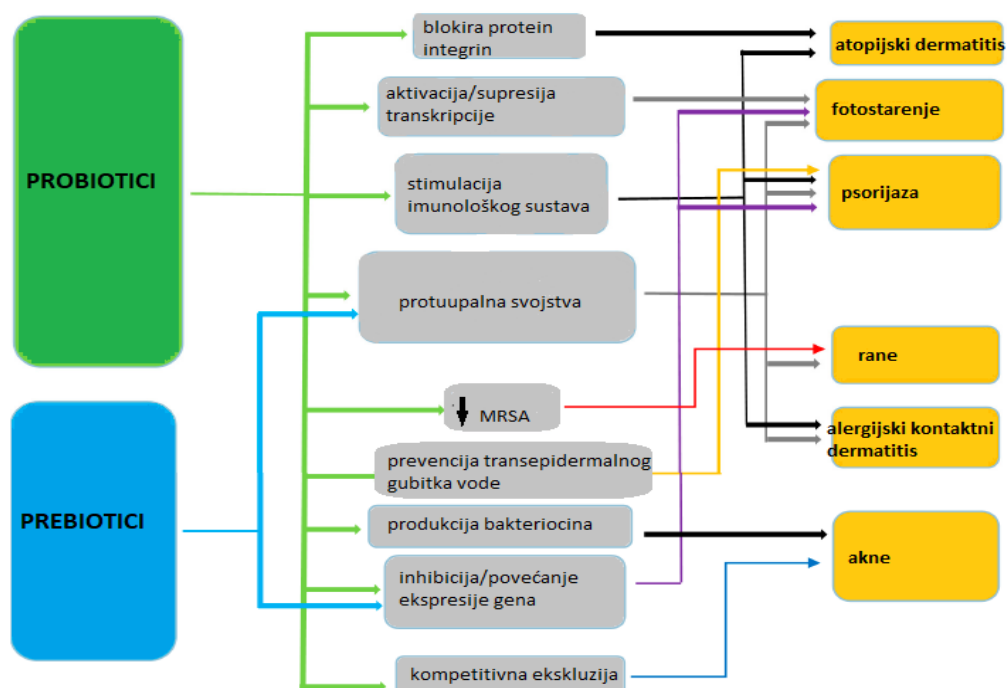 PROBIOTICI
PREBIOTICI
blokira protein
integrin
aktivacija/supresija
transkripcije
stimulacija
imunološkog sustava
protuupalna svojstva
MRSA
prevencija transepidermalnog
gubitka vode
produkcija bakteriocina
inhibicija/povećanje
ekspresije gena
kompetitivna ekskluzija
atopijski dermatitis
fotostarenje
psorijaza
rane
alergijski kontaktni
dermatitis
akne